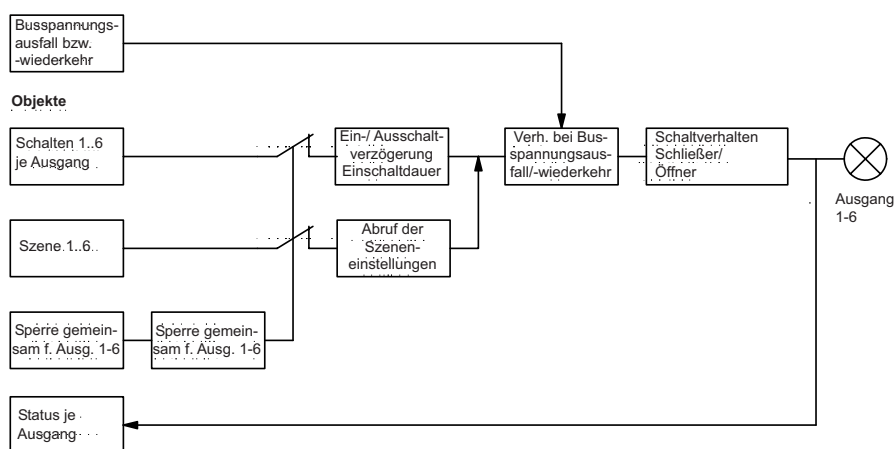 Busspannungs-
ausfall bzw.
-wiederkehr
Objekte
Schalten 1..6
je Ausgang
Ein-/ Ausschalt-
verzögerung
Einschaltdauer
Verh. bei Bus-
spannungsaus-
fall/-wiederkehr
Schaltverhalten
Schließer/
Öffner
Ausgang
1-6
Szene 1..6
Abruf der
Szenen-
einstellungen
Sperre gemein-
sam f. Ausg. 1-6
Sperre gemein-
sam f. Ausg. 1-6
Status je
Ausgang